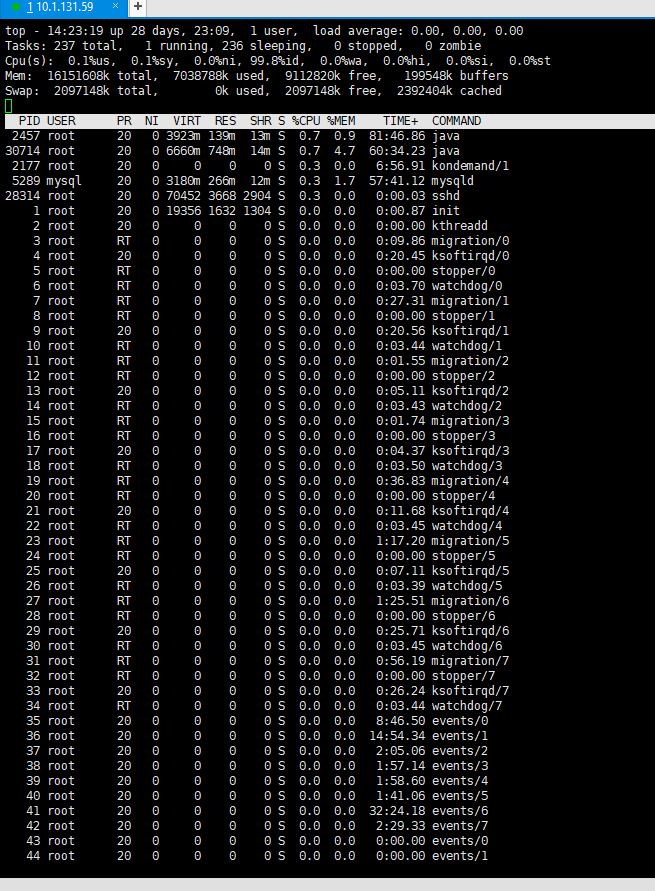 1 10.1.131.59 × +
top - 14:23:19 up 28 days, 23:09,  1 user,  load average: 0.00, 0.00, 0.00
Tasks: 237 total,   1 running, 236 sleeping,   0 stopped,   0 zombie
Cpu(s):  0.1%us,  0.1%sy,  0.0%ni, 99.8%id,  0.0%wa,  0.0%hi,  0.0%si,  0.0%st
Mem:  16151608k total,  7038788k used,  9112820k free,   199548k buffers
Swap:  2097148k total,        0k used,  2097148k free,  2392404k cached
PID USER      PR  NI  VIRT  RES  SHR S %CPU %MEM    TIME+  COMMAND
2457 root      20   0 3923m 139m  13m S  0.7  0.9  81:46.86 java
30714 root      20   0 6660m 748m  14m S  0.7  4.7  60:34.23 java
2177 root      20   0     0    0    0 S  0.3  0.0   6:56.91 kondemand/1
5289 mysql     20   0 3180m 266m  12m S  0.3  1.7  57:41.12 mysqld
28314 root      20   0 70452 3668 2904 S  0.3  0.0   0:00.03 sshd
1 root      20   0 19356 1632 1304 S  0.0  0.0   0:00.87 init
2 root      20   0     0    0    0 S  0.0  0.0   0:00.00 kthreadd
3 root      RT   0     0    0    0 S  0.0  0.0   0:09.86 migration/0
4 root      20   0     0    0    0 S  0.0  0.0   0:20.45 ksoftirqd/0
5 root      RT   0     0    0    0 S  0.0  0.0   0:00.00 stopper/0
6 root      RT   0     0    0    0 S  0.0  0.0   0:03.70 watchdog/0
7 root      RT   0     0    0    0 S  0.0  0.0   0:27.31 migration/1
8 root      RT   0     0    0    0 S  0.0  0.0   0:00.00 stopper/1
9 root      20   0     0    0    0 S  0.0  0.0   0:20.56 ksoftirqd/1
10 root      RT   0     0    0    0 S  0.0  0.0   0:03.44 watchdog/1
11 root      RT   0     0    0    0 S  0.0  0.0   0:01.55 migration/2
12 root      RT   0     0    0    0 S  0.0  0.0   0:00.00 stopper/2
13 root      20   0     0    0    0 S  0.0  0.0   0:05.11 ksoftirqd/2
14 root      RT   0     0    0    0 S  0.0  0.0   0:03.43 watchdog/2
15 root      RT   0     0    0    0 S  0.0  0.0   0:01.74 migration/3
16 root      RT   0     0    0    0 S  0.0  0.0   0:00.00 stopper/3
17 root      20   0     0    0    0 S  0.0  0.0   0:04.37 ksoftirqd/3
18 root      RT   0     0    0    0 S  0.0  0.0   0:03.50 watchdog/3
19 root      RT   0     0    0    0 S  0.0  0.0   0:36.83 migration/4
20 root      RT   0     0    0    0 S  0.0  0.0   0:00.00 stopper/4
21 root      20   0     0    0    0 S  0.0  0.0   0:11.68 ksoftirqd/4
22 root      RT   0     0    0    0 S  0.0  0.0   0:03.45 watchdog/4
23 root      RT   0     0    0    0 S  0.0  0.0   1:17.20 migration/5
24 root      RT   0     0    0    0 S  0.0  0.0   0:00.00 stopper/5
25 root      20   0     0    0    0 S  0.0  0.0   0:07.11 ksoftirqd/5
26 root      RT   0     0    0    0 S  0.0  0.0   0:03.39 watchdog/5
27 root      RT   0     0    0    0 S  0.0  0.0   1:25.51 migration/6
28 root      RT   0     0    0    0 S  0.0  0.0   0:00.00 stopper/6
29 root      20   0     0    0    0 S  0.0  0.0   0:25.71 ksoftirqd/6
30 root      RT   0     0    0    0 S  0.0  0.0   0:03.45 watchdog/6
31 root      RT   0     0    0    0 S  0.0  0.0   0:56.19 migration/7
32 root      RT   0     0    0    0 S  0.0  0.0   0:00.00 stopper/7
33 root      20   0     0    0    0 S  0.0  0.0   0:26.24 ksoftirqd/7
34 root      RT   0     0    0    0 S  0.0  0.0   0:03.44 watchdog/7
35 root      20   0     0    0    0 S  0.0  0.0   8:46.50 events/0
36 root      20   0     0    0    0 S  0.0  0.0  14:54.34 events/1
37 root      20   0     0    0    0 S  0.0  0.0   2:05.06 events/2
38 root      20   0     0    0    0 S  0.0  0.0   1:57.14 events/3
39 root      20   0     0    0    0 S  0.0  0.0   1:58.60 events/4
40 root      20   0     0    0    0 S  0.0  0.0   1:41.06 events/5
41 root      20   0     0    0    0 S  0.0  0.0  32:24.18 events/6
42 root      20   0     0    0    0 S  0.0  0.0   2:29.33 events/7
43 root      20   0     0    0    0 S  0.0  0.0   0:00.00 events/0
44 root      20   0     0    0    0 S  0.0  0.0   0:00.00 events/1